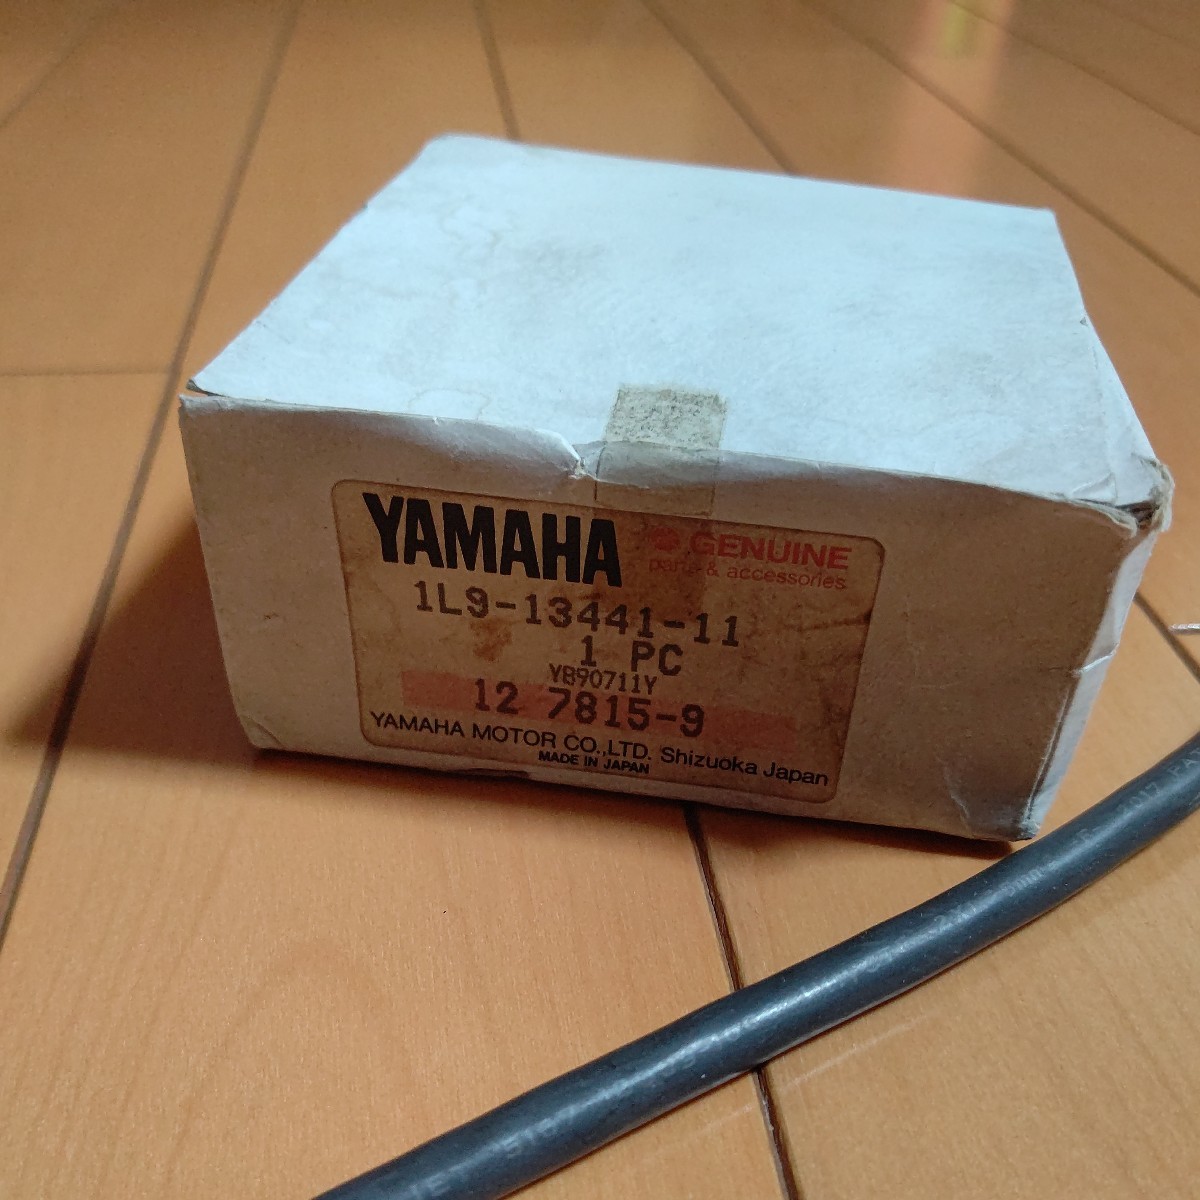 YAMAHA
GENUINE
parts & accessories
1L9-13441-11
1 PC
YB90711Y
12 7815-9
YAMAHA MOTOR CO.,LTD. Shizuoka Japan
MADE IN JAPAN